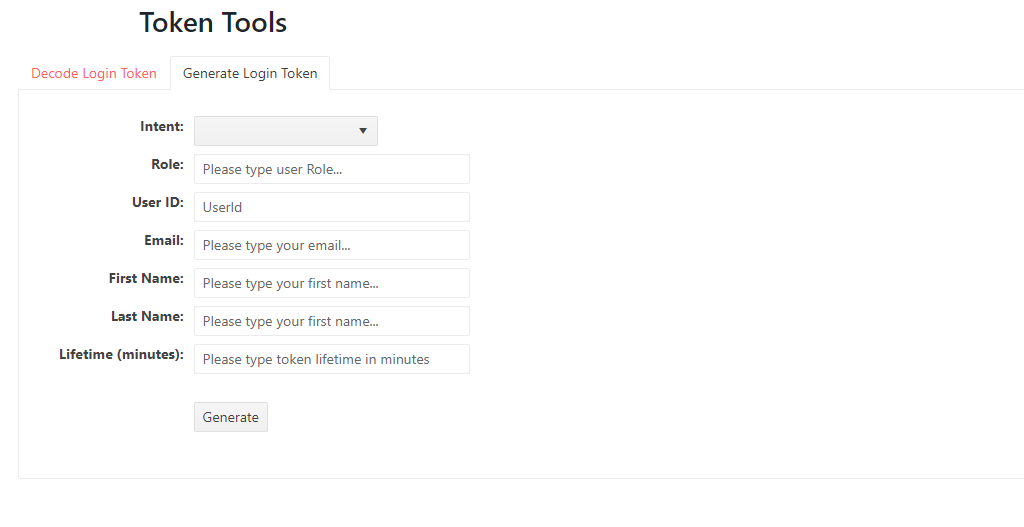 Token Tools
Decode Login Token
Generate Login Token
Intent:
Role:
Please type user Role...
User ID:
UserId
Email:
Please type your email...
First Name:
Please type your first name...
Last Name:
Please type your first name...
Lifetime (minutes):
Please type token lifetime in minutes
Generate